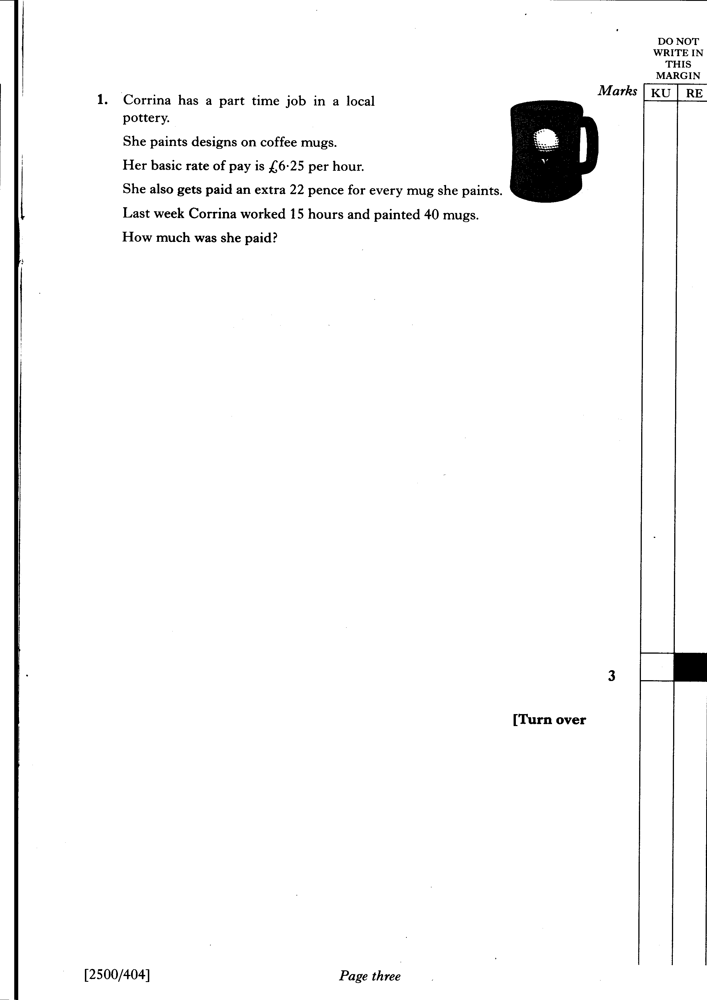 DO NOT
WRITE IN
THIS
MARGIN
Marks KU RE
1. Corrina has a part time job in a local
pottery.
She paints designs on coffee mugs.
Her basic rate of pay is £6·25 per hour.
She also gets paid an extra 22 pence for every mug she paints.
Last week Corrina worked 15 hours and painted 40 mugs.
How much was she paid?
3
[Turn over
[2500/404] Page three